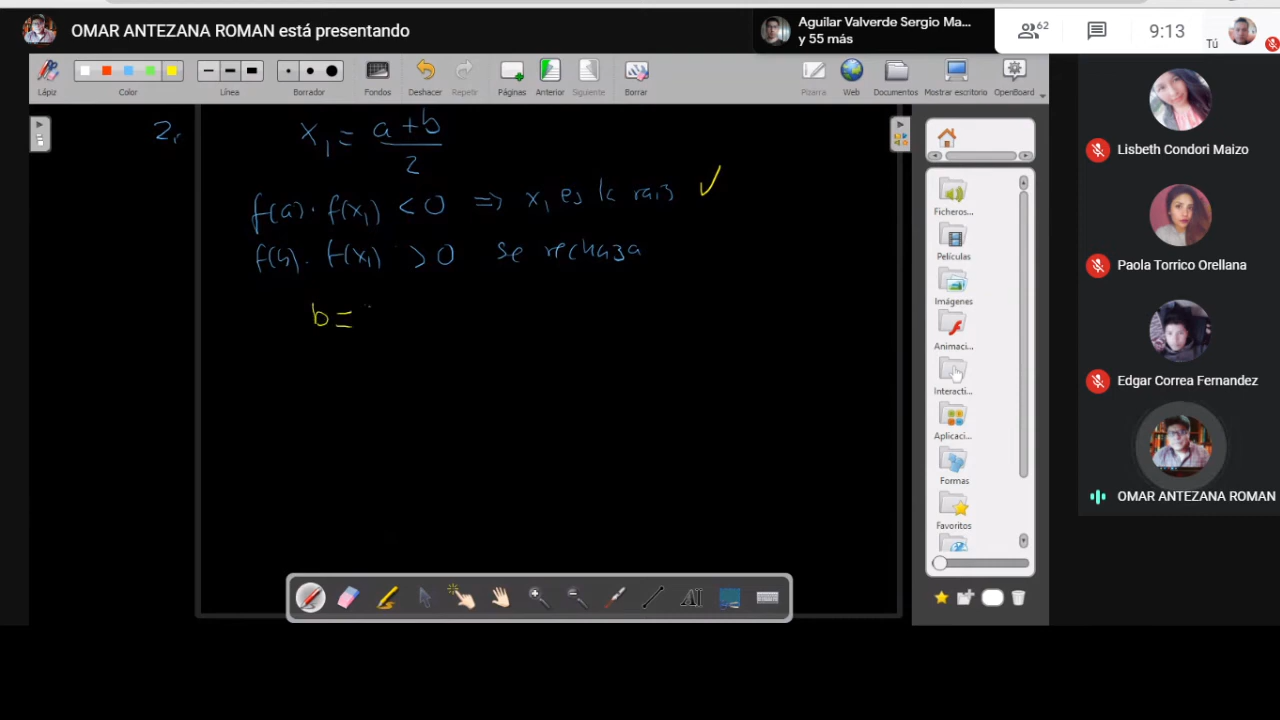 OMAR ANTEZANA ROMAN está presentando
Aguilar Valverde Sergio Ma...
y 55 más
62
9:13
Tú
Lápiz
Color
Línea
Borrador
Fondos
Deshacer
Repetir
Páginas
Anterior
Siguiente
Borrar
Pizarra
Web
Documentos
Mostrar escritorio
OpenBoard
2.
x₁ = (a+b)/2
f(a) · f(x₁) < 0 ⇒ x₁ es la raiz ✓
f(b) · f(x₁) > 0 se rechaza
b =
Ficheros...
Películas
Imágenes
Animaci...
Interacti...
Aplicaci...
Formas
Favoritos
Lisbeth Condori Maizo
Paola Torrico Orellana
Edgar Correa Fernandez
OMAR ANTEZANA ROMAN